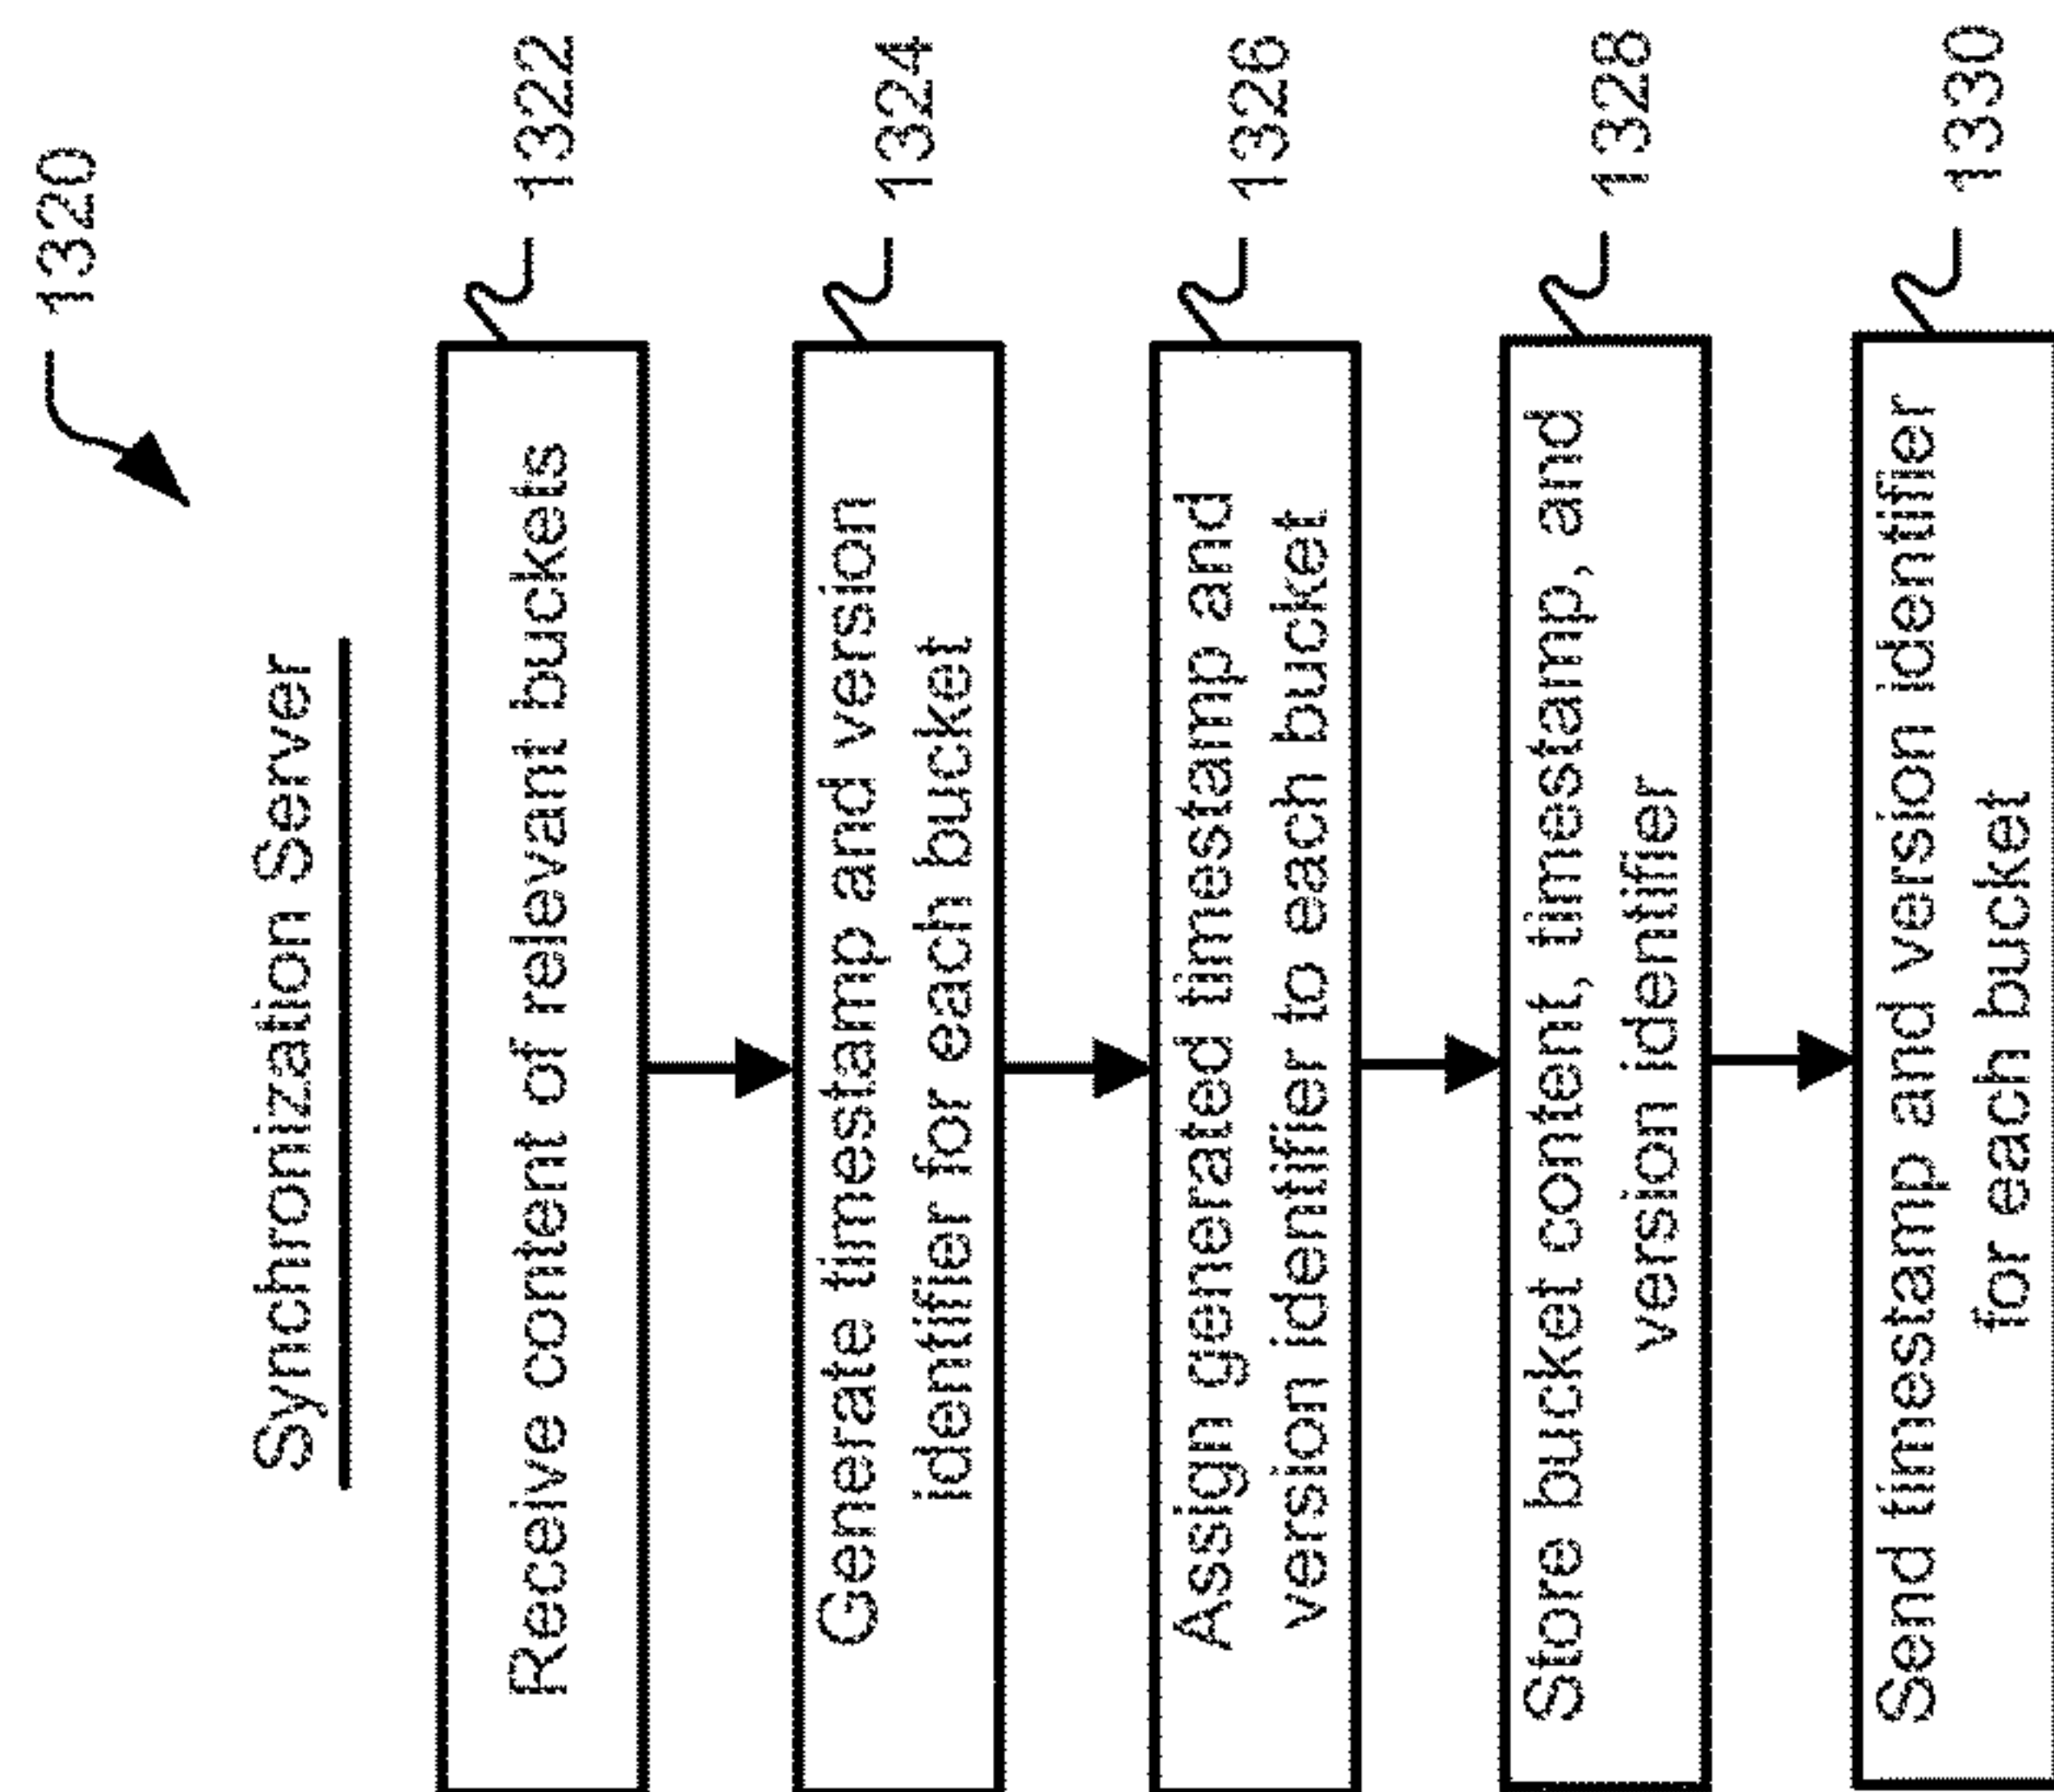 1320
Synchronization Server
Receive content of relevant buckets
1322
Generate timestamp and version
identifier for each bucket
1324
Assign generated timestamp and
version identifier to each bucket
1326
Store bucket content, timestamp, and
version identifier
1328
Send timestamp and version identifier
for each bucket
1330